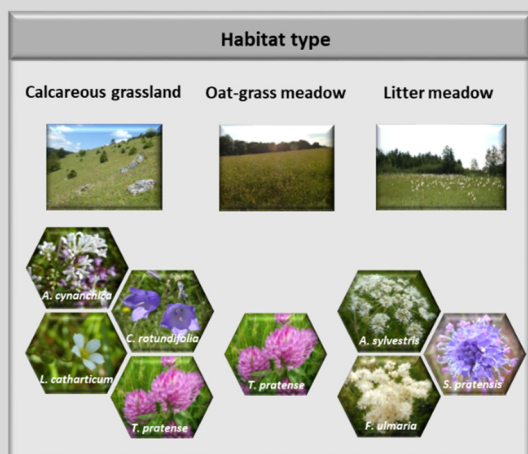 Habitat type
Calcareous grassland
Oat-grass meadow
Litter meadow
A. cynanchica
C. rotundifolia
L. catharticum
T. pratense
T. pratense
A. sylvestris
S. pratensis
F. ulmaria